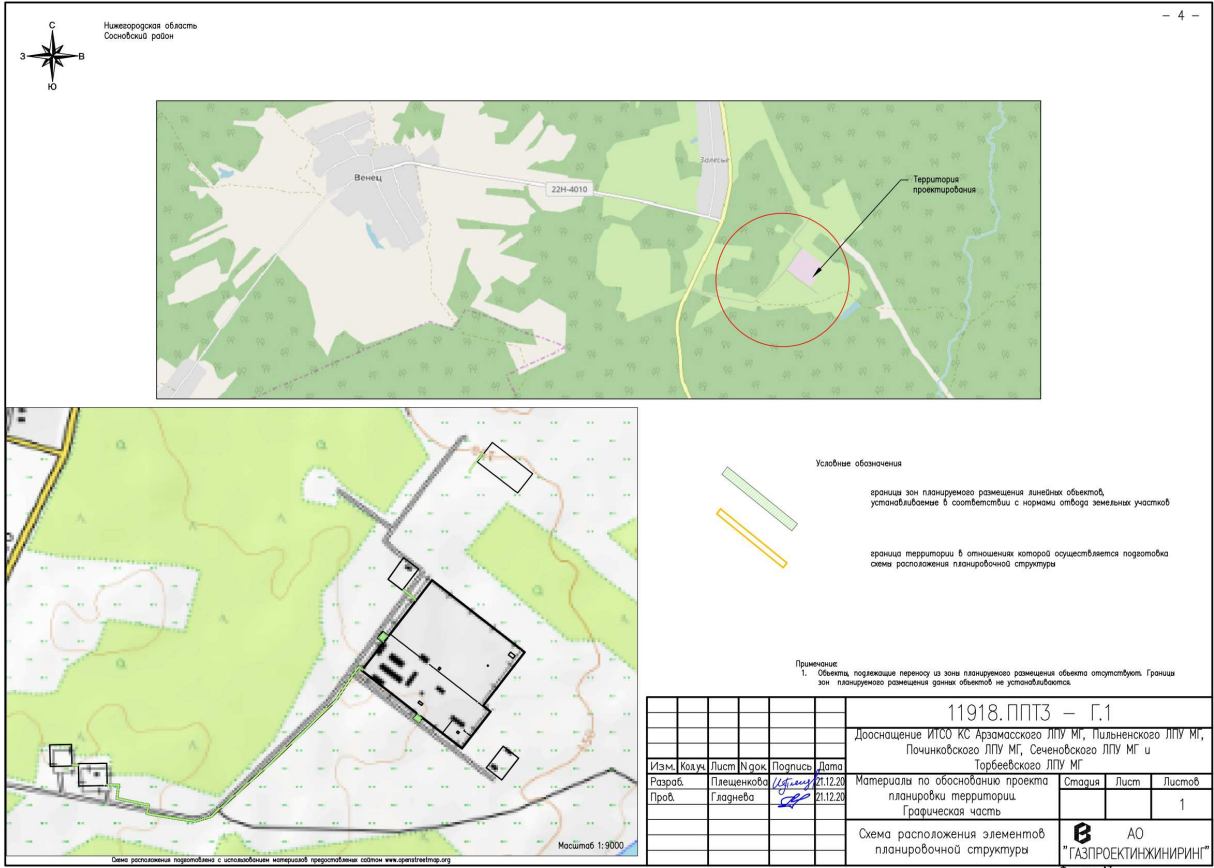 - 4 -
С
З
В
Ю
Нижегородская область
Сосновский район
Венец
22Н-4010
Залесье
Территория
проектирования
Условные обозначения
границы зон планируемого размещения линейных объектов,
устанавливаемые в соответствии с нормами отвода земельных участков
граница территории в отношениях которой осуществляется подготовка
схемы расположения планировочной структуры
Примечание:
1. Объекты, подлежащие переносу из зоны планируемого размещения объекта отсутствуют. Границы
зон планируемого размещения данных объектов не устанавливаются.
Масштаб 1:9000
Схема расположения подготовлена с использованием материалов предоставленных сайтом www.openstreetmap.org
11918.ППТ3 - Г.1
Дооснащение ИТСО КС Арзамасского ЛПУ МГ, Пильненского ЛПУ МГ,
Починковского ЛПУ МГ, Сеченовского ЛПУ МГ и
Торбеевского ЛПУ МГ
Изм. Кол.уч Лист N док. Подпись Дата
Разраб. Плещенкова 21.12.20
Пров. Гладнева 21.12.20
Материалы по обоснованию проекта
планировки территории.
Графическая часть
Стадия Лист Листов
1
Схема расположения элементов
планировочной структуры
АО
"ГАЗПРОЕКТИНЖИНИРИНГ"